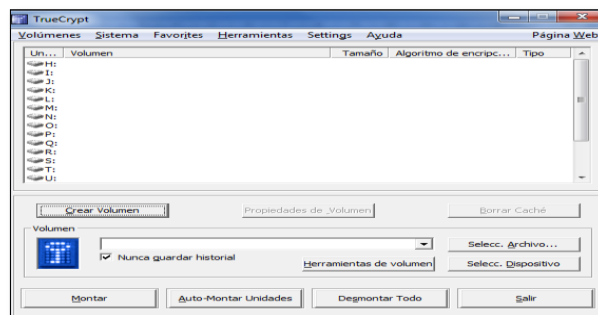 TrueCrypt
Volúmenes Sistema Favoritos Herramientas Settings Ayuda Página Web
Un... Volumen Tamaño Algoritmo de encripc... Tipo
H:
I:
J:
K:
L:
M:
N:
O:
P:
Q:
R:
S:
T:
U:
Crear Volumen Propiedades de Volumen Borrar Caché
Volumen
Selecc. Archivo...
Nunca guardar historial
Herramientas de volumen Selecc. Dispositivo
Montar Auto-Montar Unidades Desmontar Todo Salir